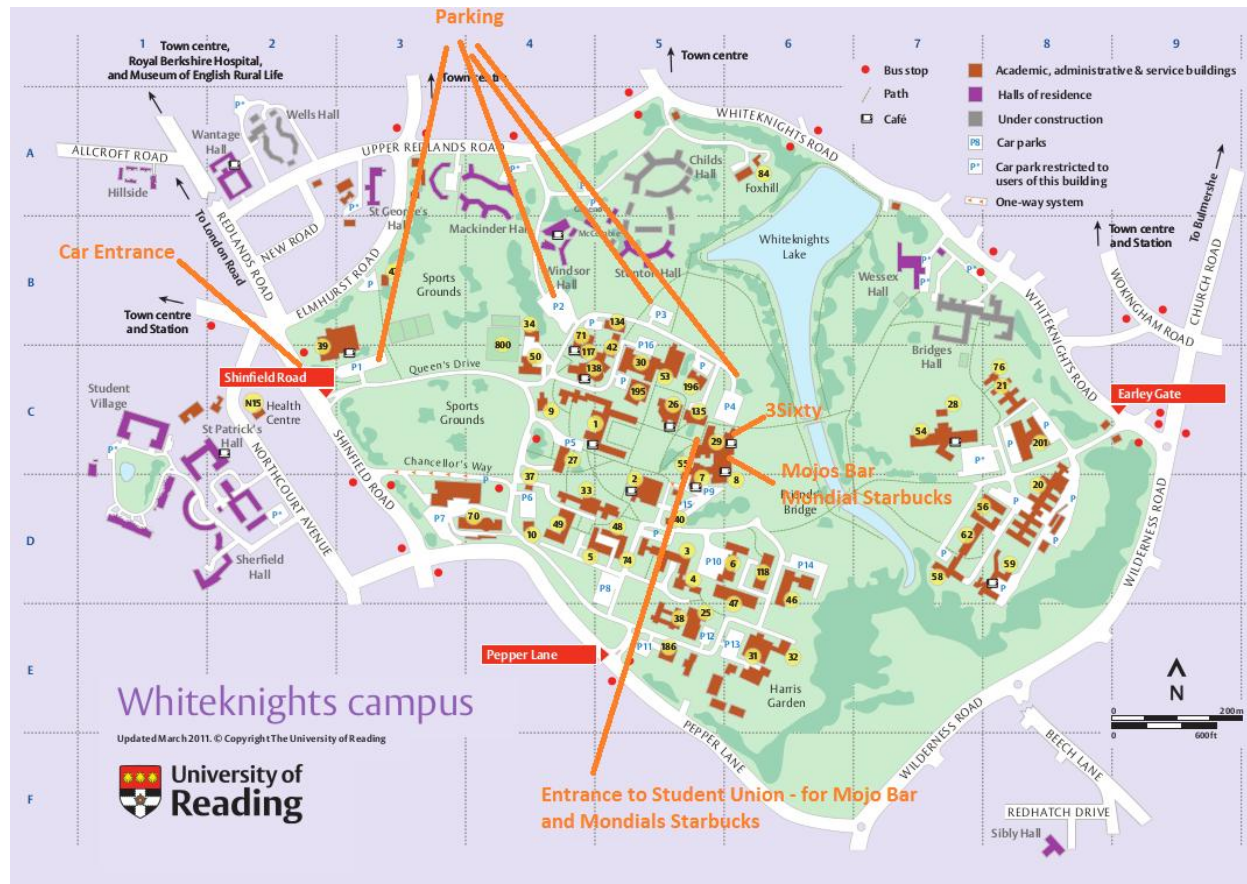 Parking
1
2
3
4
5
6
7
8
9
A
B
C
D
E
F
Town centre,
Royal Berkshire Hospital,
and Museum of English Rural Life
Town centre
Town centre
Bus stop
Path
Café
Academic, administrative & service buildings
Halls of residence
Under construction
P8 Car parks
P* Car park restricted to
users of this building
One-way system
Wells Hall
Wantage
Hall
ALLCROFT ROAD
Hillside
UPPER REDLANDS ROAD
WHITEKNIGHTS ROAD
Childs
Hall
84
Foxhill
To London Road
REDLANDS ROAD
NEW ROAD
St George's
Hall
Mackinder Hall
McCombie
Whiteknights
Lake
Town centre
and Station
To Bulmershe
Car Entrance
ELMHURST ROAD
Sports
Grounds
Windsor
Hall
Stenton Hall
Wessex
Hall
WHITEKNIGHTS ROAD
WOKINGHAM ROAD
CHURCH ROAD
Town centre
and Station
P2
P3
34
134
71
800
50
117
42
P16
30
138
53
195
196
39
P1
Queen's Drive
Bridges
Hall
76
21
Shinfield Road
Earley Gate
Student
Village
N15
Health
Centre
St Patrick's
Hall
Sports
Grounds
9
1
26
135
P4
3Sixty
28
54
201
29
P5
27
Mojos Bar
Mondial Starbucks
SHINFIELD ROAD
NORTHCOURT AVENUE
Chancellor's Way
37
33
2
7
8
P9
P15
Bridge
20
P6
P7
70
10
49
48
40
56
62
Sherfield
Hall
5
74
3
P10
6
118
P14
4
46
58
59
WILDERNESS ROAD
P8
47
25
38
P12
Pepper Lane
P11
186
P13
31
32
Harris
Garden
N
0 200m
0 600ft
Whiteknights campus
Updated March 2011. © Copyright The University of Reading
PEPPER LANE
WILDERNESS ROAD
BEECH LANE
University of
Reading
Entrance to Student Union - for Mojo Bar
and Mondials Starbucks
REDHATCH DRIVE
Sibly Hall